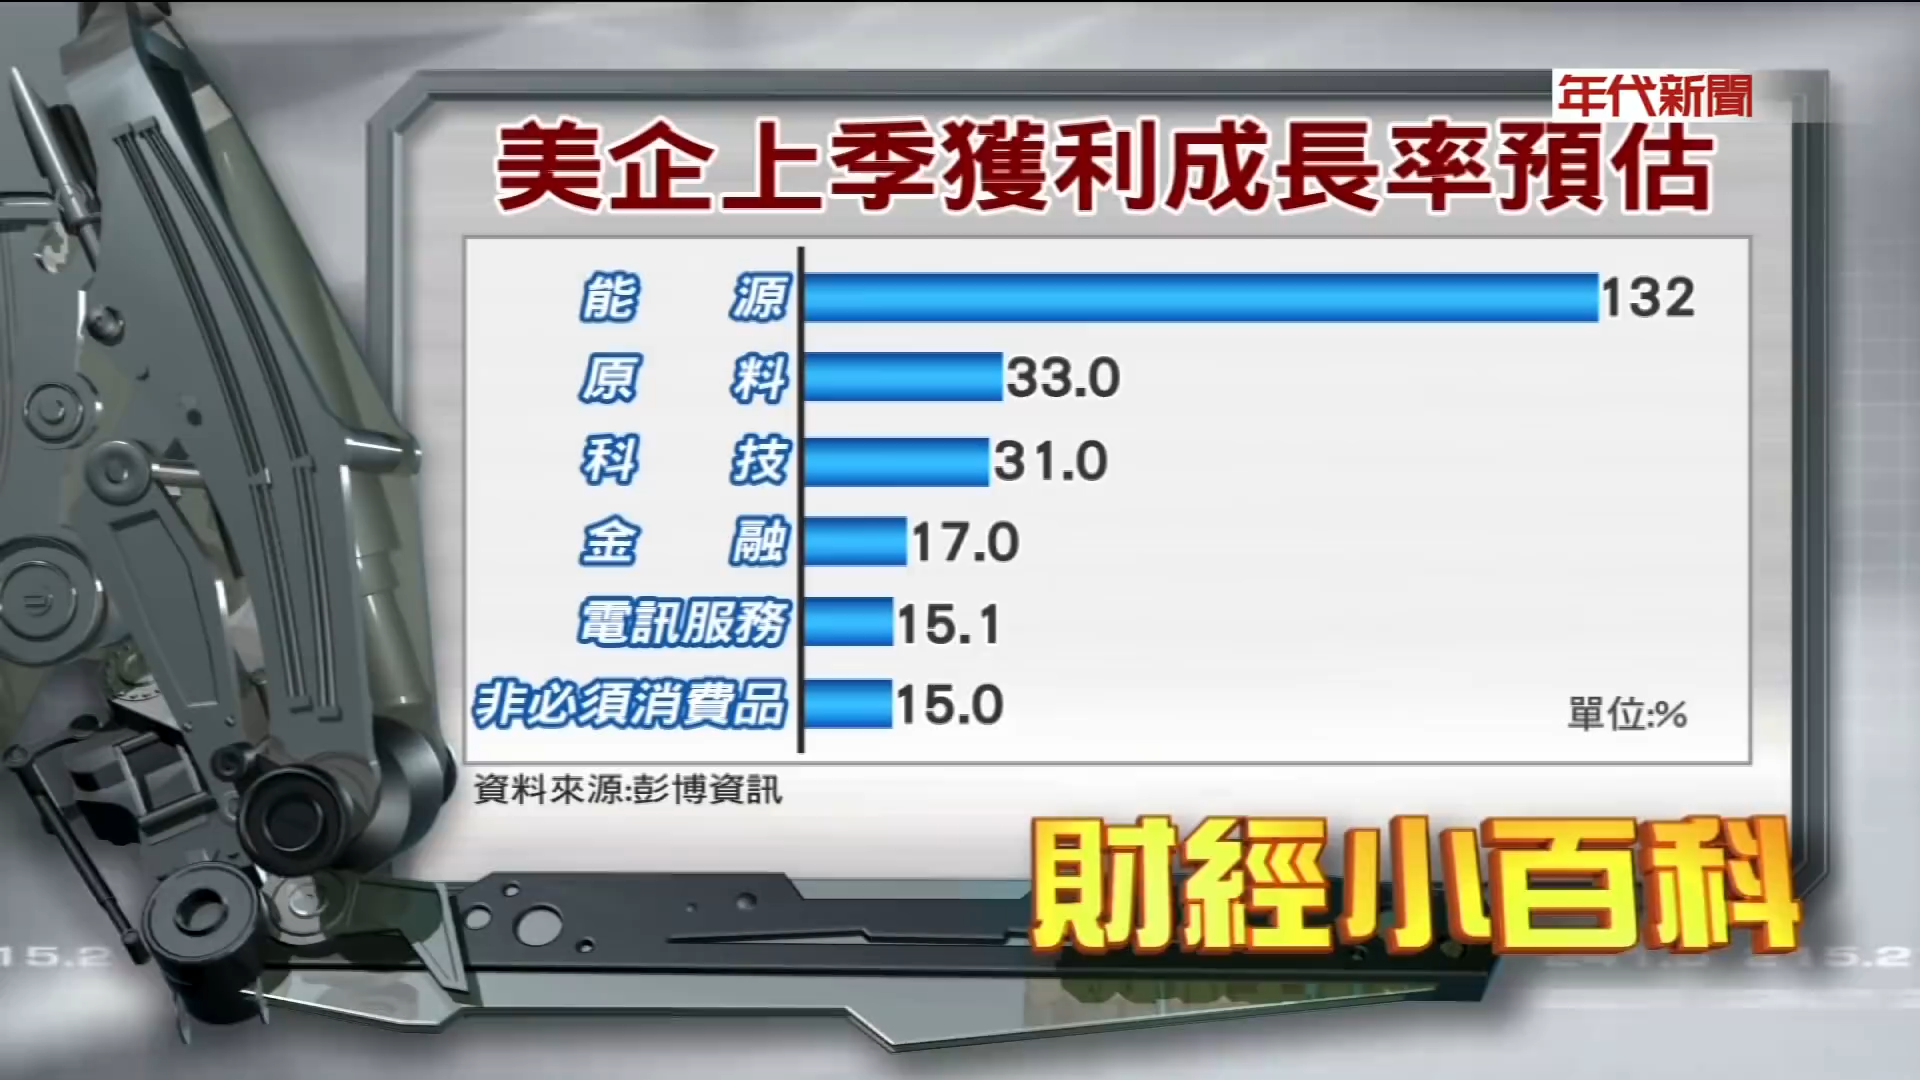 年代新聞
美企上季獲利成長率預估
能源 132
原料 33.0
科技 31.0
金融 17.0
電訊服務 15.1
非必須消費品 15.0
單位:%
資料來源:彭博資訊
財經小百科
15.2